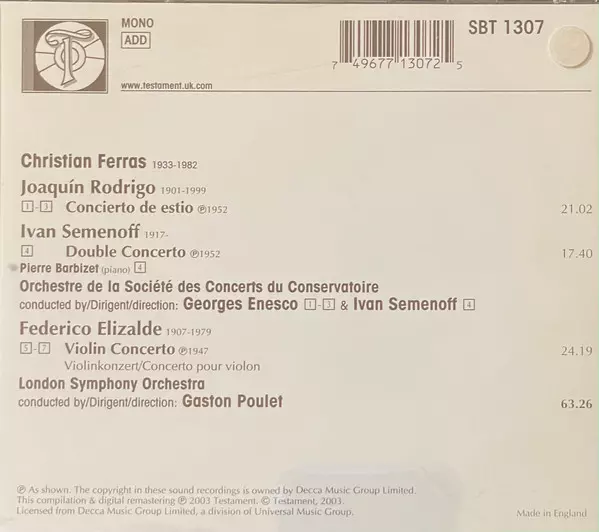 MONO
ADD
SBT 1307
7 49677 13072 5
www.testament.uk.com
Christian Ferras 1933-1982
Joaquín Rodrigo 1901-1999
1-3 Concierto de estio ℗1952 21.02
Ivan Semenoff 1917-
4 Double Concerto ℗1952 17.40
Pierre Barbizet (piano) 4
Orchestre de la Société des Concerts du Conservatoire
conducted by/Dirigent/direction: Georges Enesco 1-3 & Ivan Semenoff 4
Federico Elizalde 1907-1979
5-7 Violin Concerto ℗1947 24.19
Violinkonzert/Concerto pour violon
London Symphony Orchestra
conducted by/Dirigent/direction: Gaston Poulet 63.26
℗ As shown. The copyright in these sound recordings is owned by Decca Music Group Limited.
This compilation & digital remastering ℗ 2003 Testament. © Testament, 2003.
Licensed from Decca Music Group Limited, a division of Universal Music Group. Made in England